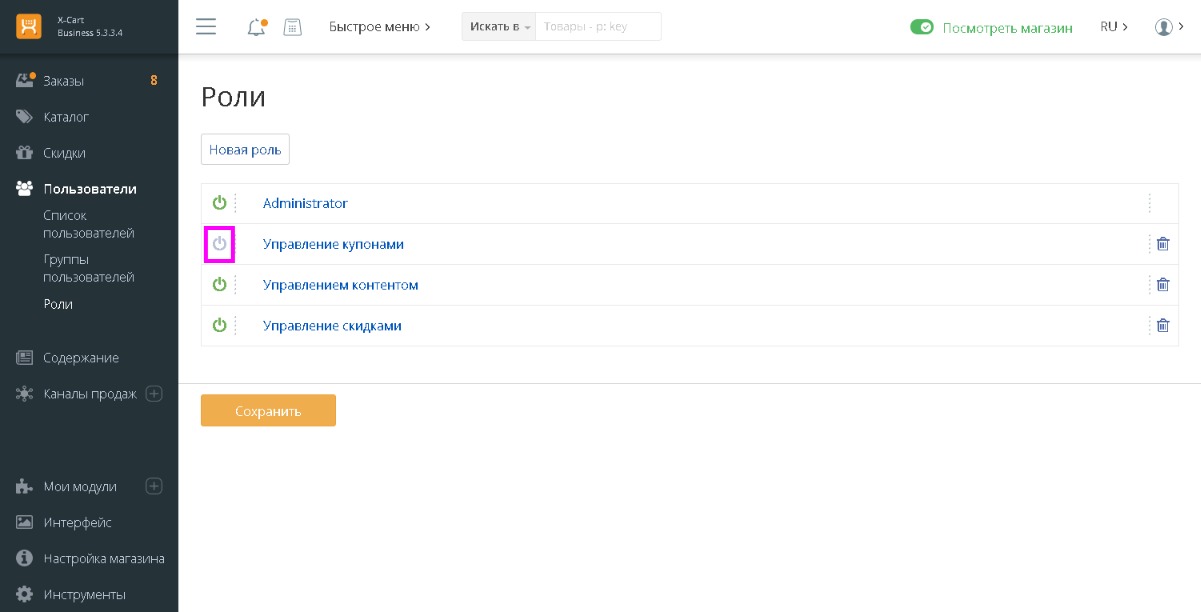 X-Cart
Business 5.3.3.4
Быстрое меню
Искать в
Товары - p: key
Посмотреть магазин
RU
Заказы
8
Каталог
Скидки
Пользователи
Список
пользователей
Группы
пользователей
Роли
Содержание
Каналы продаж
Мои модули
Интерфейс
Настройка магазина
Инструменты
Роли
Новая роль
Administrator
Управление купонами
Управлением контентом
Управление скидками
Сохранить